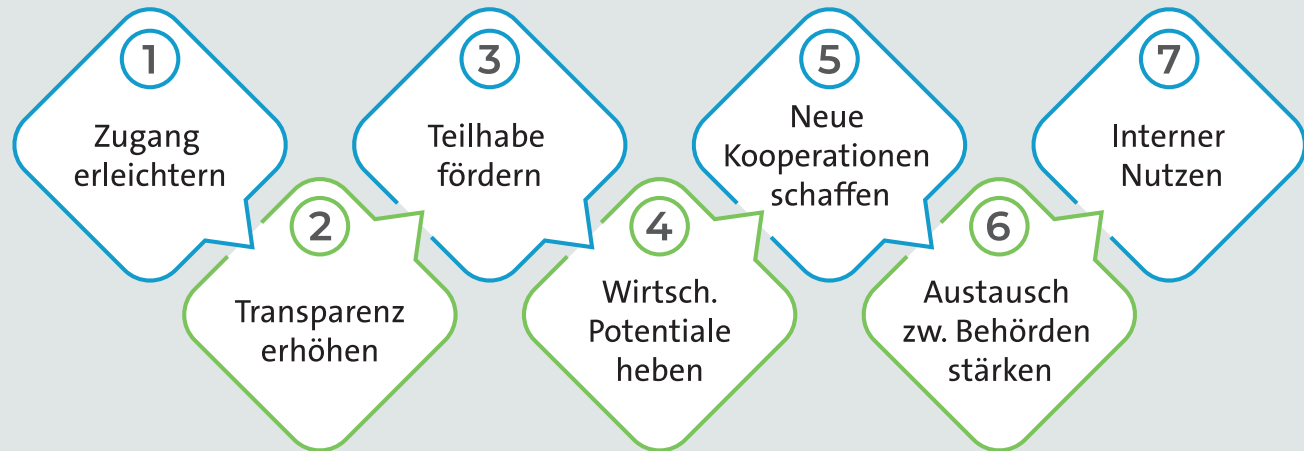 1
Zugang
erleichtern
2
Transparenz
erhöhen
3
Teilhabe
fördern
4
Wirtsch.
Potentiale
heben
5
Neue
Kooperationen
schaffen
6
Austausch
zw. Behörden
stärken
7
Interner
Nutzen